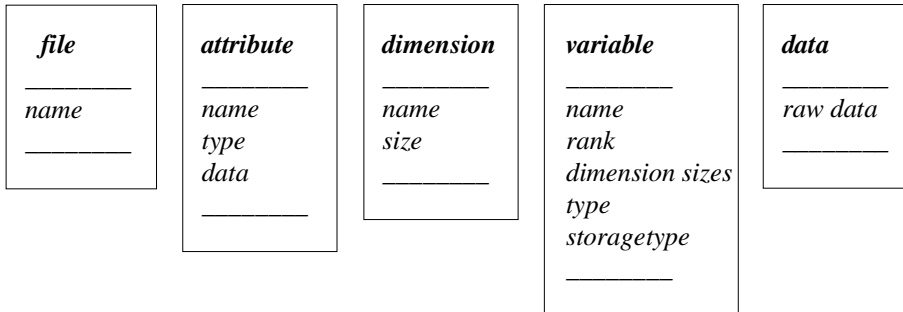 file
name
attribute
name
type
data
dimension
name
size
variable
name
rank
dimension sizes
type
storagetype
data
raw data